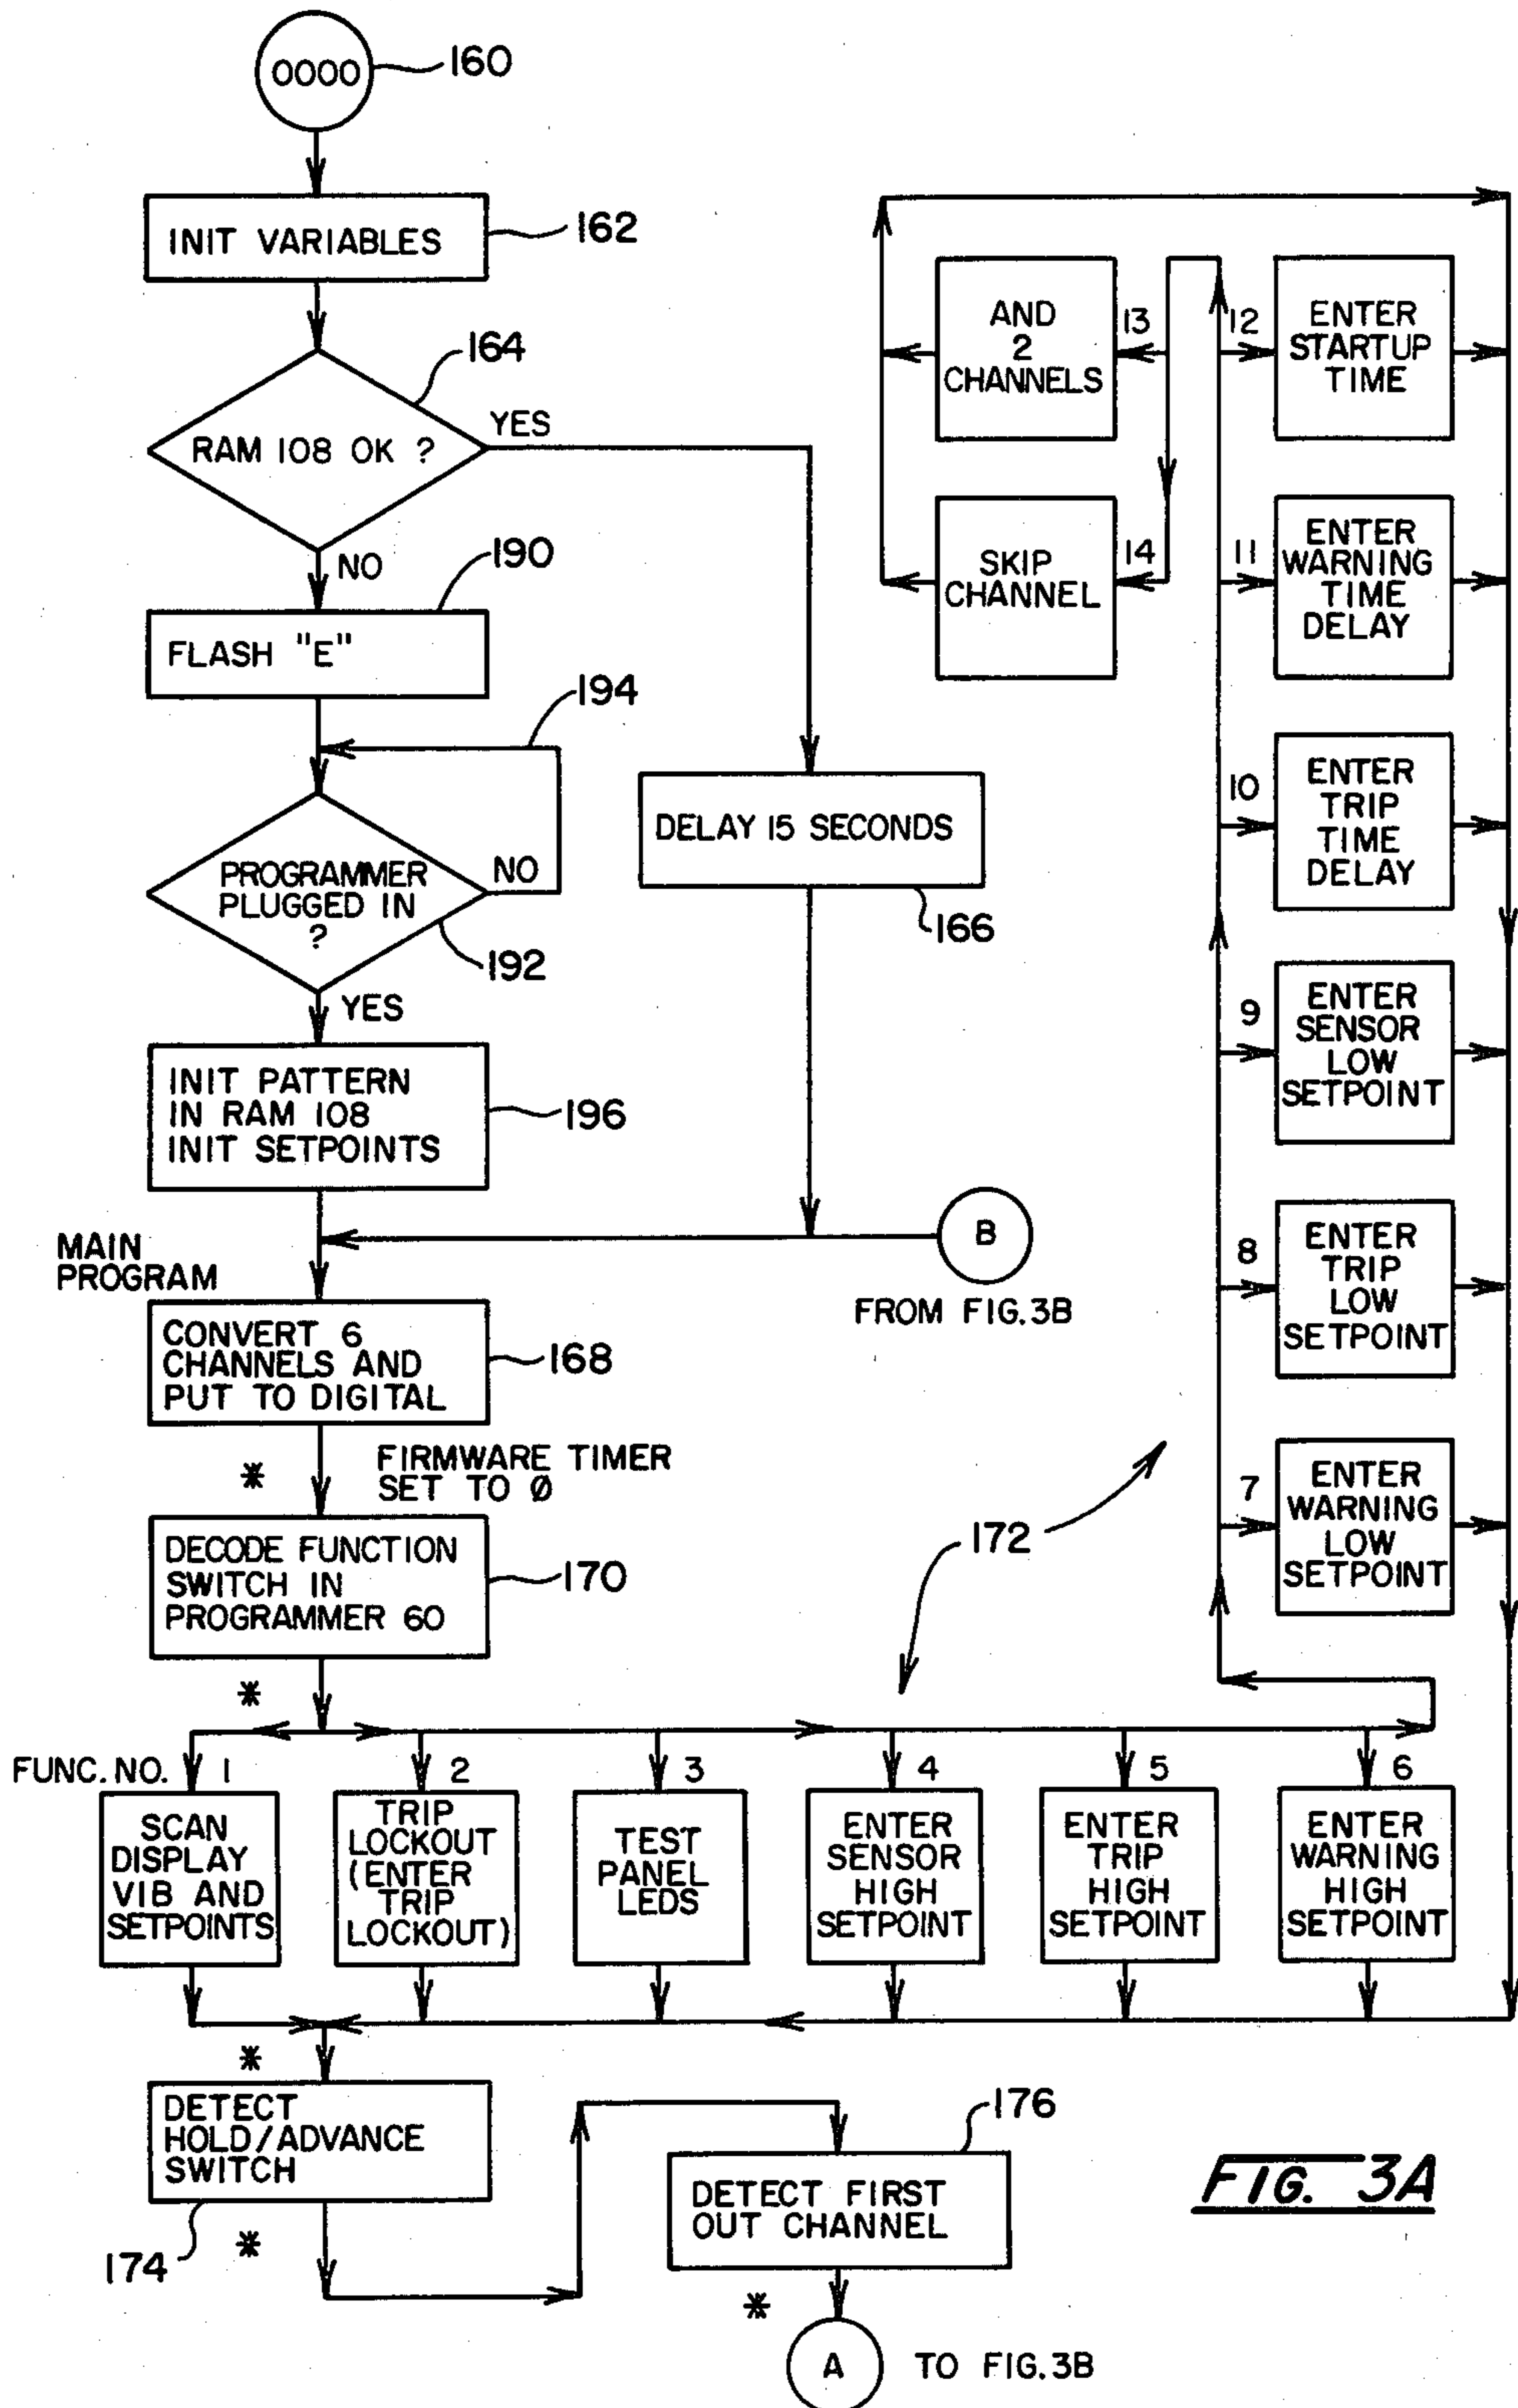 0000
160
INIT VARIABLES
162
164
RAM 108 OK ?
YES
NO
190
FLASH "E"
194
PROGRAMMER
PLUGGED IN
?
NO
192
YES
DELAY 15 SECONDS
166
INIT PATTERN
IN RAM 108
INIT SETPOINTS
196
B
FROM FIG.3B
MAIN
PROGRAM
CONVERT 6
CHANNELS AND
PUT TO DIGITAL
168
*
FIRMWARE TIMER
SET TO Ø
DECODE FUNCTION
SWITCH IN
PROGRAMMER 60
170
*
172
AND
2
CHANNELS
13
SKIP
CHANNEL
14
12
ENTER
STARTUP
TIME
11
ENTER
WARNING
TIME
DELAY
10
ENTER
TRIP
TIME
DELAY
9
ENTER
SENSOR
LOW
SETPOINT
8
ENTER
TRIP
LOW
SETPOINT
7
ENTER
WARNING
LOW
SETPOINT
FUNC. NO. 1
SCAN
DISPLAY
VIB AND
SETPOINTS
2
TRIP
LOCKOUT
(ENTER
TRIP
LOCKOUT)
3
TEST
PANEL
LEDS
4
ENTER
SENSOR
HIGH
SETPOINT
5
ENTER
TRIP
HIGH
SETPOINT
6
ENTER
WARNING
HIGH
SETPOINT
*
DETECT
HOLD/ADVANCE
SWITCH
174
*
176
DETECT FIRST
OUT CHANNEL
*
A
TO FIG.3B
FIG. 3A